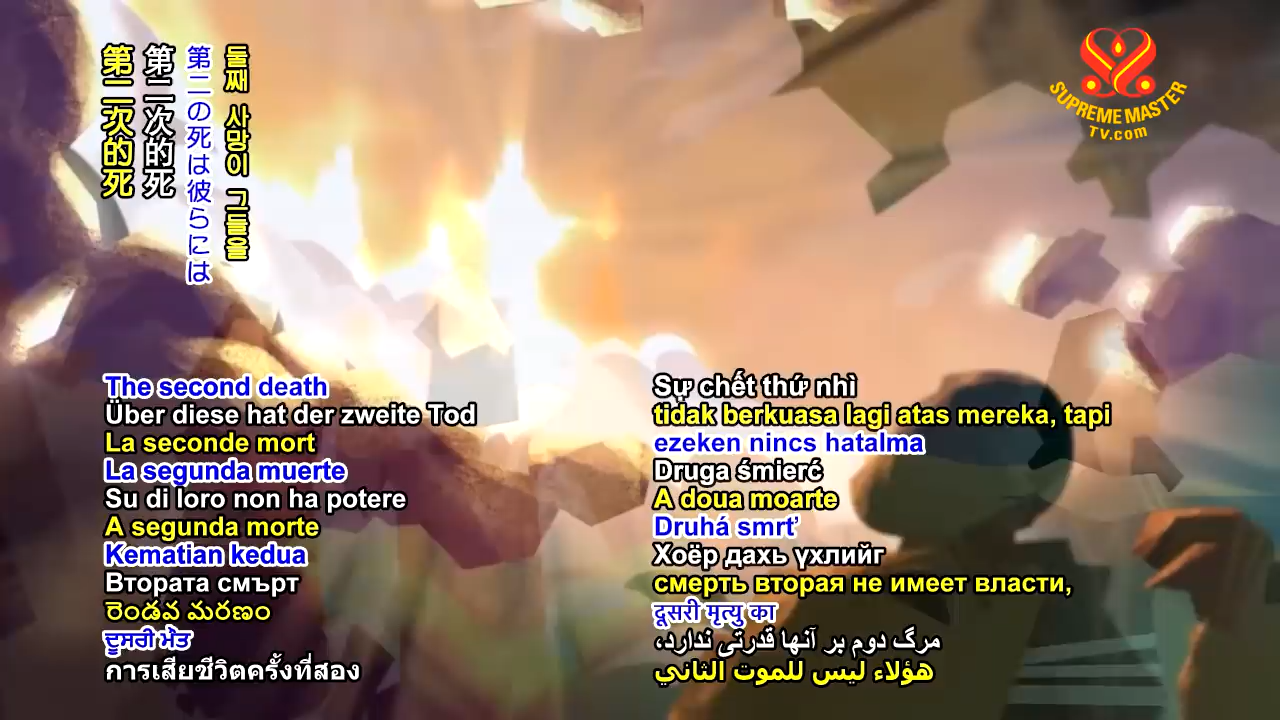 第二次的死
第二次的死
第二の死は彼らには
둘째 사망이 그들을
SUPREME MASTER
TV.com
The second death
Über diese hat der zweite Tod
La seconde mort
La segunda muerte
Su di loro non ha potere
A segunda morte
Kematian kedua
Втората смърт
రెండవ మరణం
ਦੂਸਰੀ ਮੌਤ
การเสียชีวิตครั้งที่สอง
Sự chết thứ nhì
tidak berkuasa lagi atas mereka, tapi
ezeken nincs hatalma
Druga śmierć
A doua moarte
Druhá smrť
Хоёр дахь үхлийг
смерть вторая не имеет власти,
दूसरी मृत्यु का
مرگ دوم بر آنها قدرتی ندارد،
هؤلاء ليس للموت الثاني